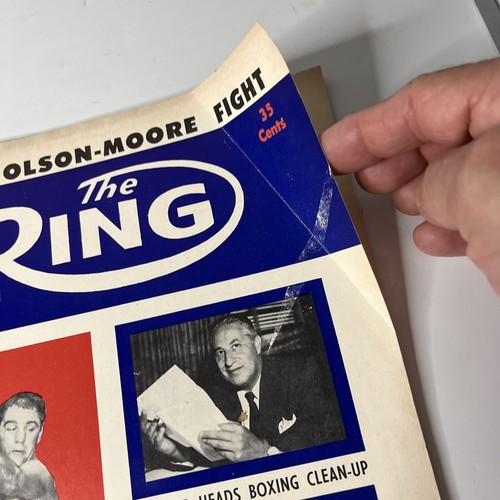 OLSON-MOORE FIGHT
35
Cents
The
RING
HEADS BOXING CLEAN-UP